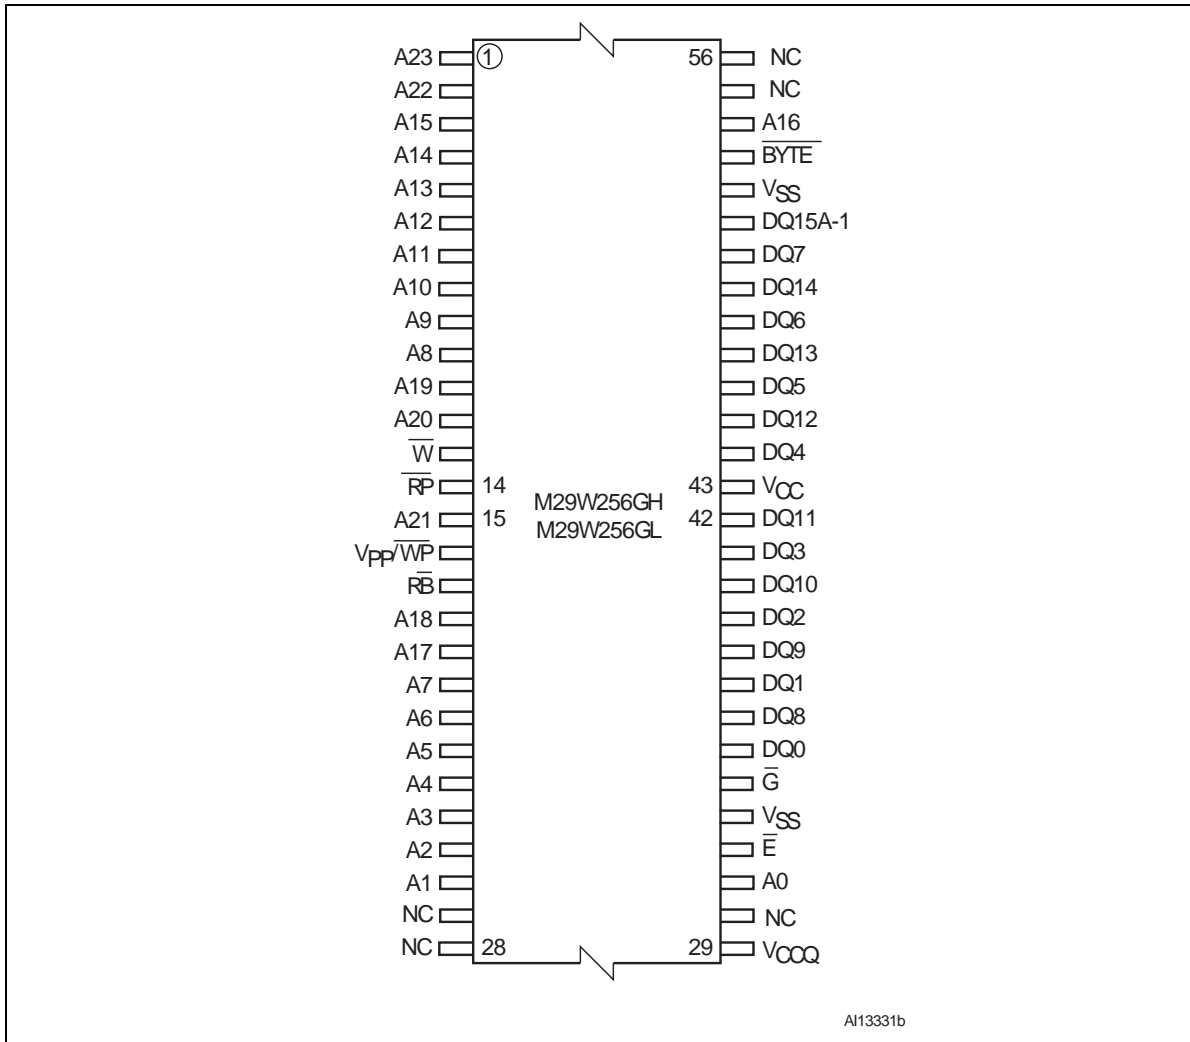 A23 ① 56 NC
A22 NC
A15 A16
A14 B̅Y̅T̅E̅
A13 VSS
A12 DQ15A-1
A11 DQ7
A10 DQ14
A9 DQ6
A8 DQ13
A19 DQ5
A20 DQ12
W̅ DQ4
R̅P̅ 14 43 VCC
M29W256GH
A21 15 42 DQ11
M29W256GL
VPP/W̅P̅ DQ3
RB̅ DQ10
A18 DQ2
A17 DQ9
A7 DQ1
A6 DQ8
A5 DQ0
A4 G̅
A3 VSS
A2 E̅
A1 A0
NC NC
NC 28 29 VCCQ
AI13331b